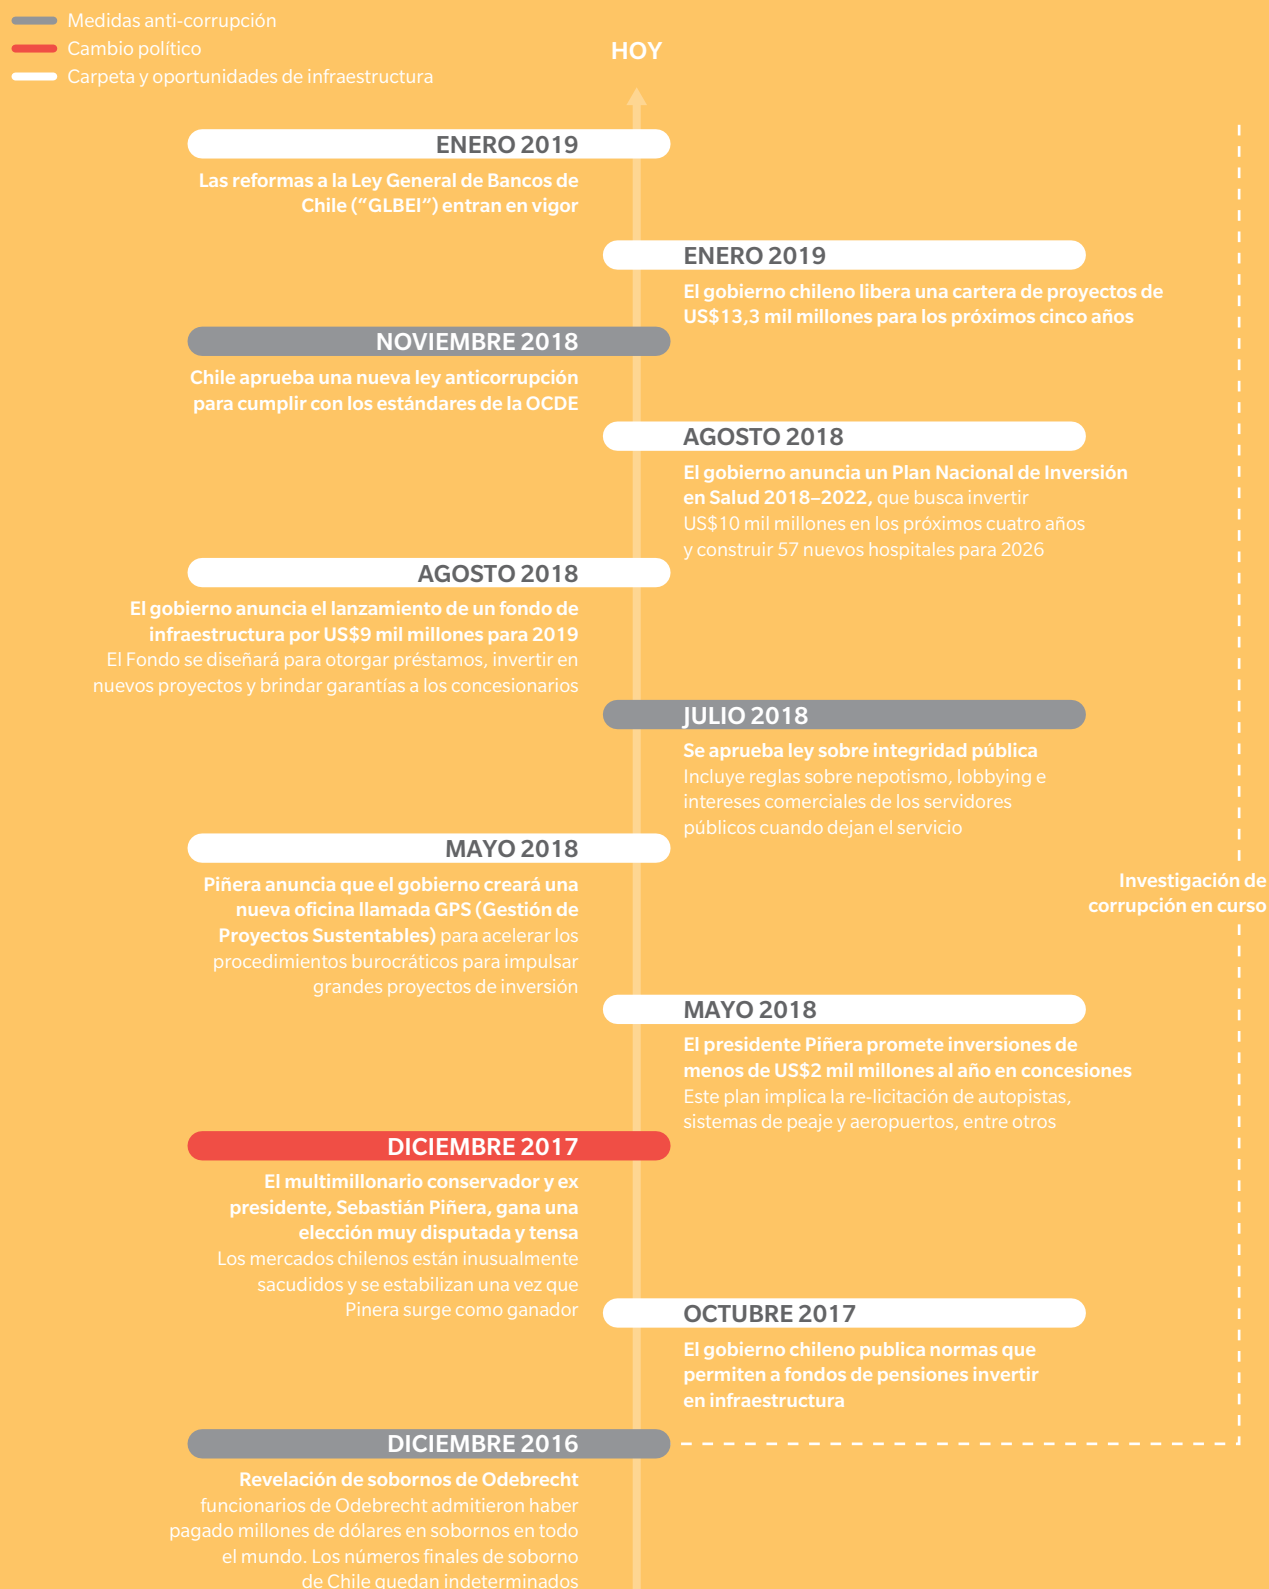 Medidas anti-corrupción
Cambio político
Carpeta y oportunidades de infraestructura
HOY
ENERO 2019
Las reformas a la Ley General de Bancos de
Chile (“GLBEI”) entran en vigor
ENERO 2019
El gobierno chileno libera una cartera de proyectos de
US$13,3 mil millones para los próximos cinco años
NOVIEMBRE 2018
Chile aprueba una nueva ley anticorrupción
para cumplir con los estándares de la OCDE
AGOSTO 2018
El gobierno anuncia un Plan Nacional de Inversión
en Salud 2018–2022, que busca invertir
US$10 mil millones en los próximos cuatro años
y construir 57 nuevos hospitales para 2026
AGOSTO 2018
El gobierno anuncia el lanzamiento de un fondo de
infraestructura por US$9 mil millones para 2019
El Fondo se diseñará para otorgar préstamos, invertir en
nuevos proyectos y brindar garantías a los concesionarios
JULIO 2018
Se aprueba ley sobre integridad pública
Incluye reglas sobre nepotismo, lobbying e
intereses comerciales de los servidores
públicos cuando dejan el servicio
MAYO 2018
Piñera anuncia que el gobierno creará una
nueva oficina llamada GPS (Gestión de
Proyectos Sustentables) para acelerar los
procedimientos burocráticos para impulsar
grandes proyectos de inversión
Investigación de
corrupción en curso
MAYO 2018
El presidente Piñera promete inversiones de
menos de US$2 mil millones al año en concesiones
Este plan implica la re-licitación de autopistas,
sistemas de peaje y aeropuertos, entre otros
DICIEMBRE 2017
El multimillonario conservador y ex
presidente, Sebastián Piñera, gana una
elección muy disputada y tensa
Los mercados chilenos están inusualmente
sacudidos y se estabilizan una vez que
Pinera surge como ganador
OCTUBRE 2017
El gobierno chileno publica normas que
permiten a fondos de pensiones invertir
en infraestructura
DICIEMBRE 2016
Revelación de sobornos de Odebrecht
funcionarios de Odebrecht admitieron haber
pagado millones de dólares en sobornos en todo
el mundo. Los números finales de soborno
de Chile quedan indeterminados